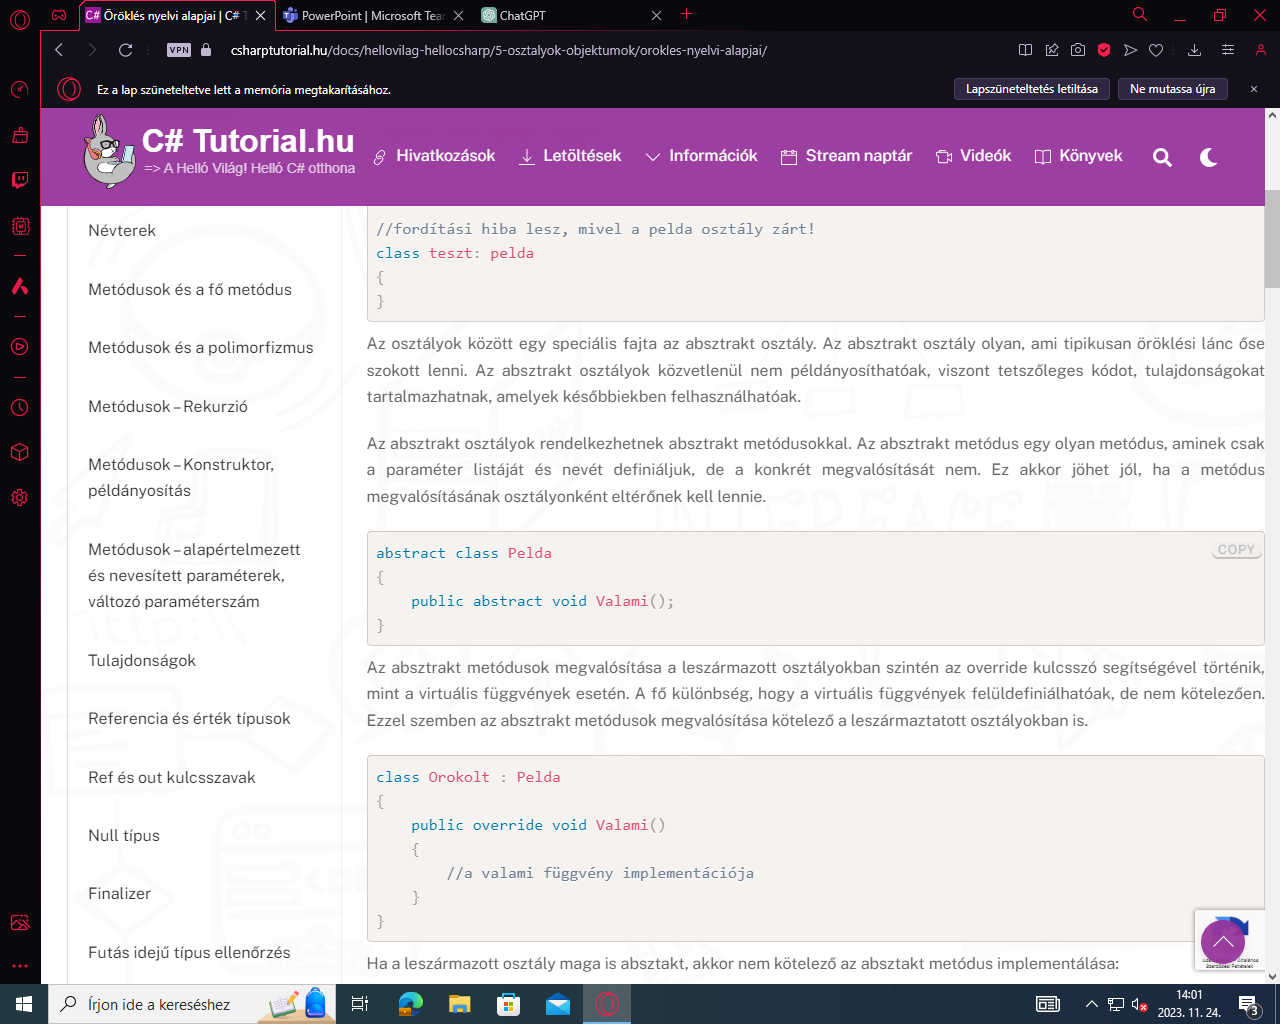 Öröklés nyelvi alapjai | C# T
PowerPoint | Microsoft Tea
ChatGPT
VPN
csharptutorial.hu/docs/hellovilag-hellocsharp/5-osztalyok-objektumok/orokles-nyelvi-alapjai/
Ez a lap szüneteltetve lett a memória megtakarításához.
Lapszüneteltetés letiltása
Ne mutassa újra
C# Tutorial.hu
=> A Helló Világ! Helló C# otthona
Hivatkozások
Letöltések
Információk
Stream naptár
Videók
Könyvek
Névterek
Metódusok és a fő metódus
Metódusok és a polimorfizmus
Metódusok – Rekurzió
Metódusok – Konstruktor,
példányosítás
Metódusok – alapértelmezett
és nevesített paraméterek,
változó paraméterszám
Tulajdonságok
Referencia és érték típusok
Ref és out kulcsszavak
Null típus
Finalizer
Futás idejű típus ellenőrzés
//fordítási hiba lesz, mivel a pelda osztály zárt!
class teszt: pelda
{
}
Az osztályok között egy speciális fajta az absztrakt osztály. Az absztrakt osztály olyan, ami tipikusan öröklési lánc őse
szokott lenni. Az absztrakt osztályok közvetlenül nem példányosíthatóak, viszont tetszőleges kódot, tulajdonságokat
tartalmazhatnak, amelyek későbbiekben felhasználhatóak.
Az absztrakt osztályok rendelkezhetnek absztrakt metódusokkal. Az absztrakt metódus egy olyan metódus, aminek csak
a paraméter listáját és nevét definiáljuk, de a konkrét megvalósítását nem. Ez akkor jöhet jól, ha a metódus
megvalósításának osztályonként eltérőnek kell lennie.
COPY
abstract class Pelda
{
    public abstract void Valami();
}
Az absztrakt metódusok megvalósítása a leszármazott osztályokban szintén az override kulcsszó segítségével történik,
mint a virtuális függvények esetén. A fő különbség, hogy a virtuális függvények felüldefiniálhatóak, de nem kötelezően.
Ezzel szemben az absztrakt metódusok megvalósítása kötelező a leszármaztatott osztályokban is.
class Orokolt : Pelda
{
    public override void Valami()
    {
        //a valami függvény implementációja
    }
}
Ha a leszármazott osztály maga is absztakt, akkor nem kötelező az absztakt metódus implementálása:
Írjon ide a kereséshez
14:01
2023. 11. 24.
3